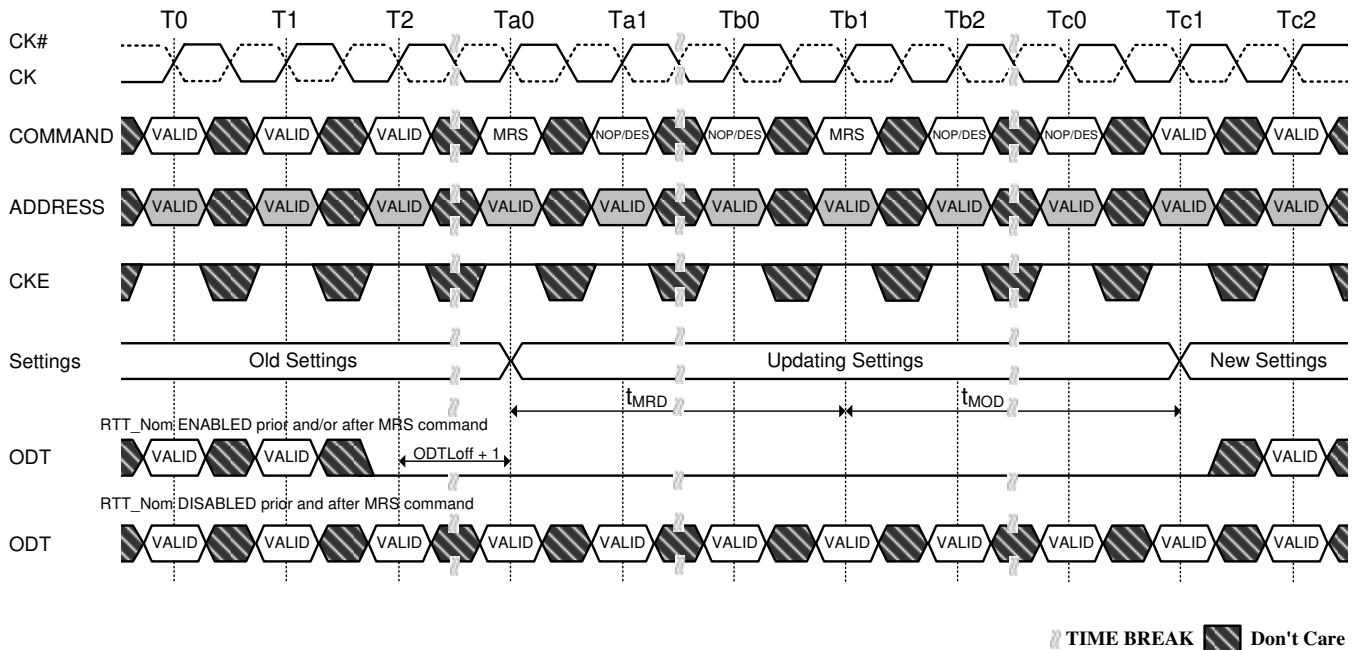 T0 T1 T2 Ta0 Ta1 Tb0 Tb1 Tb2 Tc0 Tc1 Tc2
CK#
CK
COMMAND VALID VALID VALID MRS NOP/DES NOP/DES MRS NOP/DES NOP/DES VALID VALID
ADDRESS VALID VALID VALID VALID VALID VALID VALID VALID VALID VALID VALID
CKE
Settings Old Settings Updating Settings New Settings
tMRD tMOD
RTT_Nom ENABLED prior and/or after MRS command
ODT VALID VALID ODTLoff + 1 VALID
RTT_Nom DISABLED prior and after MRS command
ODT VALID VALID VALID VALID VALID VALID VALID VALID VALID VALID VALID
TIME BREAK Don't Care